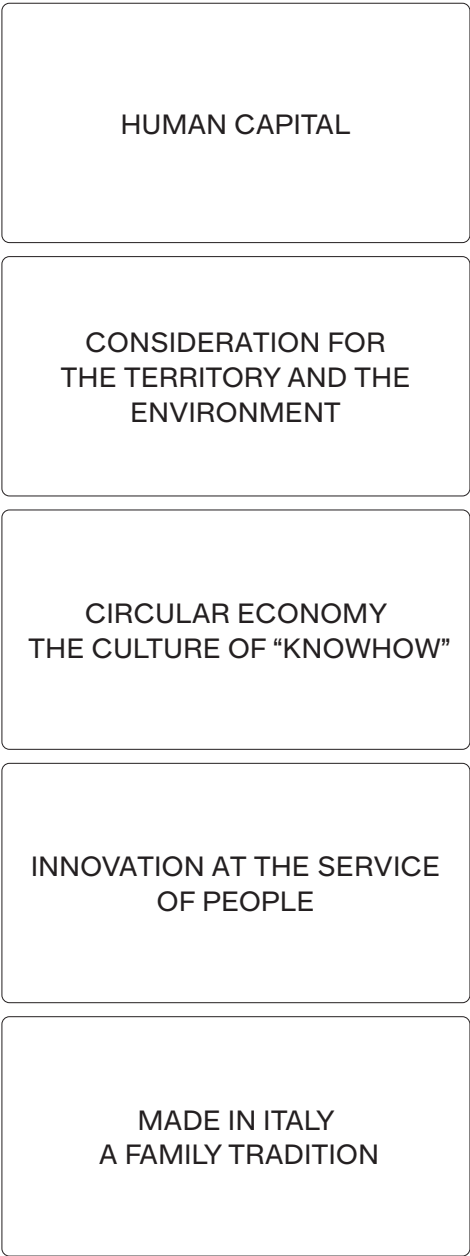 HUMAN CAPITAL
CONSIDERATION FOR
THE TERRITORY AND THE
ENVIRONMENT
CIRCULAR ECONOMY
THE CULTURE OF “KNOWHOW”
INNOVATION AT THE SERVICE
OF PEOPLE
MADE IN ITALY
A FAMILY TRADITION